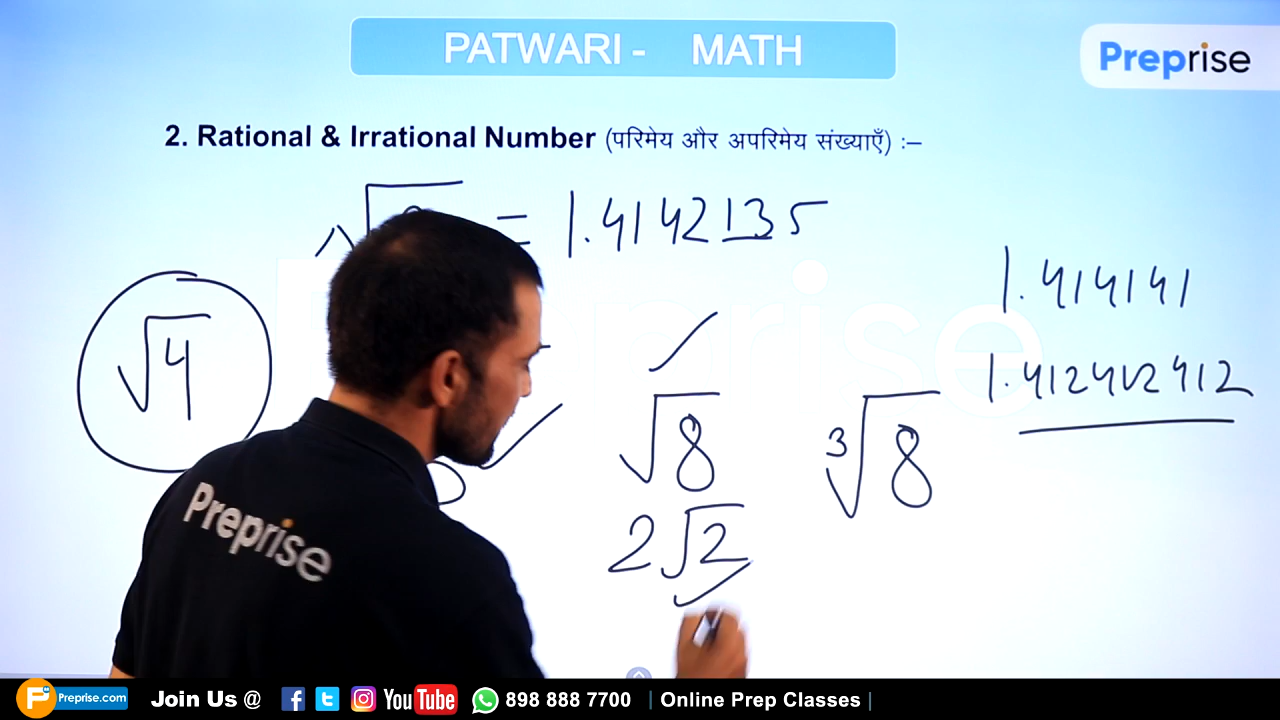 PATWARI - MATH
Preprise
2. Rational & Irrational Number (परिमेय और अपरिमेय संख्याएँ) :–
= 1.4142135
1.414141
√4
1.412412412
√8
³√8
2√2
Preprise
Preprise.com Join Us @ YouTube 898 888 7700 | Online Prep Classes |